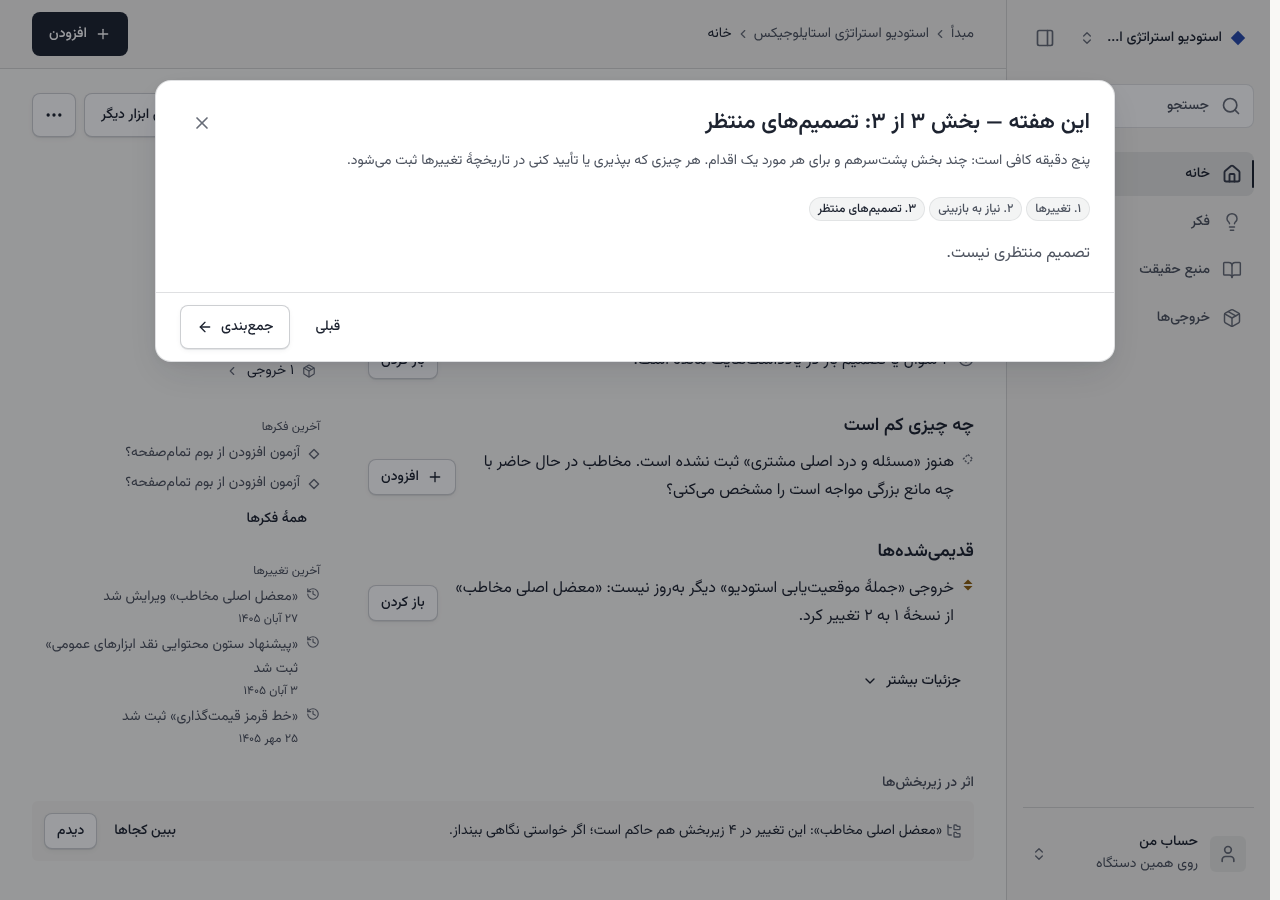 استودیو استراتژی ا...
جستجو
خانه
فکر
منبع حقیقت
خروجی‌ها
حساب من
روی همین دستگاه
مبدأ › استودیو استراتژی استایلوجیکس › خانه
افزودن
ابزار دیگر
این هفته — بخش ۳ از ۳: تصمیم‌های منتظر
پنج دقیقه کافی است: چند بخش پشت‌سرهم و برای هر مورد یک اقدام. هر چیزی که بپذیری یا تأیید کنی در تاریخچهٔ تغییرها ثبت می‌شود.
۱. تغییرها
۲. نیاز به بازبینی
۳. تصمیم‌های منتظر
تصمیم منتظری نیست.
قبلی
جمع‌بندی
باز کردن
چه چیزی کم است
هنوز «مسئله و درد اصلی مشتری» ثبت نشده است. مخاطب در حال حاضر با
چه مانع بزرگی مواجه است را مشخص می‌کنی؟
افزودن
قدیمی‌شده‌ها
خروجی «جملهٔ موقعیت‌یابی استودیو» دیگر به‌روز نیست: «معضل اصلی مخاطب»
از نسخهٔ ۱ به ۲ تغییر کرد.
باز کردن
جزئیات بیشتر
۱ خروجی
آخرین فکرها
آزمون افزودن از بوم تمام‌صفحه؟
آزمون افزودن از بوم تمام‌صفحه؟
همهٔ فکرها
آخرین تغییرها
«معضل اصلی مخاطب» ویرایش شد
۲۷ آبان ۱۴۰۵
«پیشنهاد ستون محتوایی نقد ابزارهای عمومی»
ثبت شد
۳ آبان ۱۴۰۵
«خط قرمز قیمت‌گذاری» ثبت شد
۲۵ مهر ۱۴۰۵
اثر در زیربخش‌ها
«معضل اصلی مخاطب»: این تغییر در ۴ زیربخش هم حاکم است؛ اگر خواستی نگاهی بینداز.
ببین کجاها
دیدم